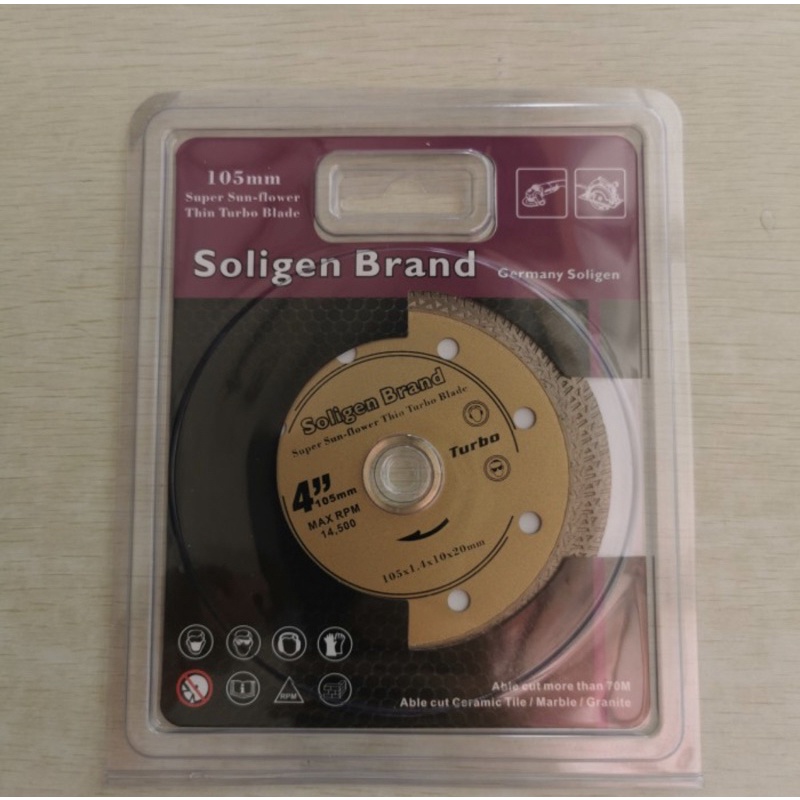 105mm
Super Sun-flower
Thin Turbo Blade
Soligen Brand
Germany Soligen
Soligen Brand
Super Sun-flower Thin Turbo Blade
Turbo
4”
105mm
MAX RPM
14,500
105x1.4x10x20mm
RPM
Able cut more than 70M
Able cut Ceramic Tile / Marble / Granite